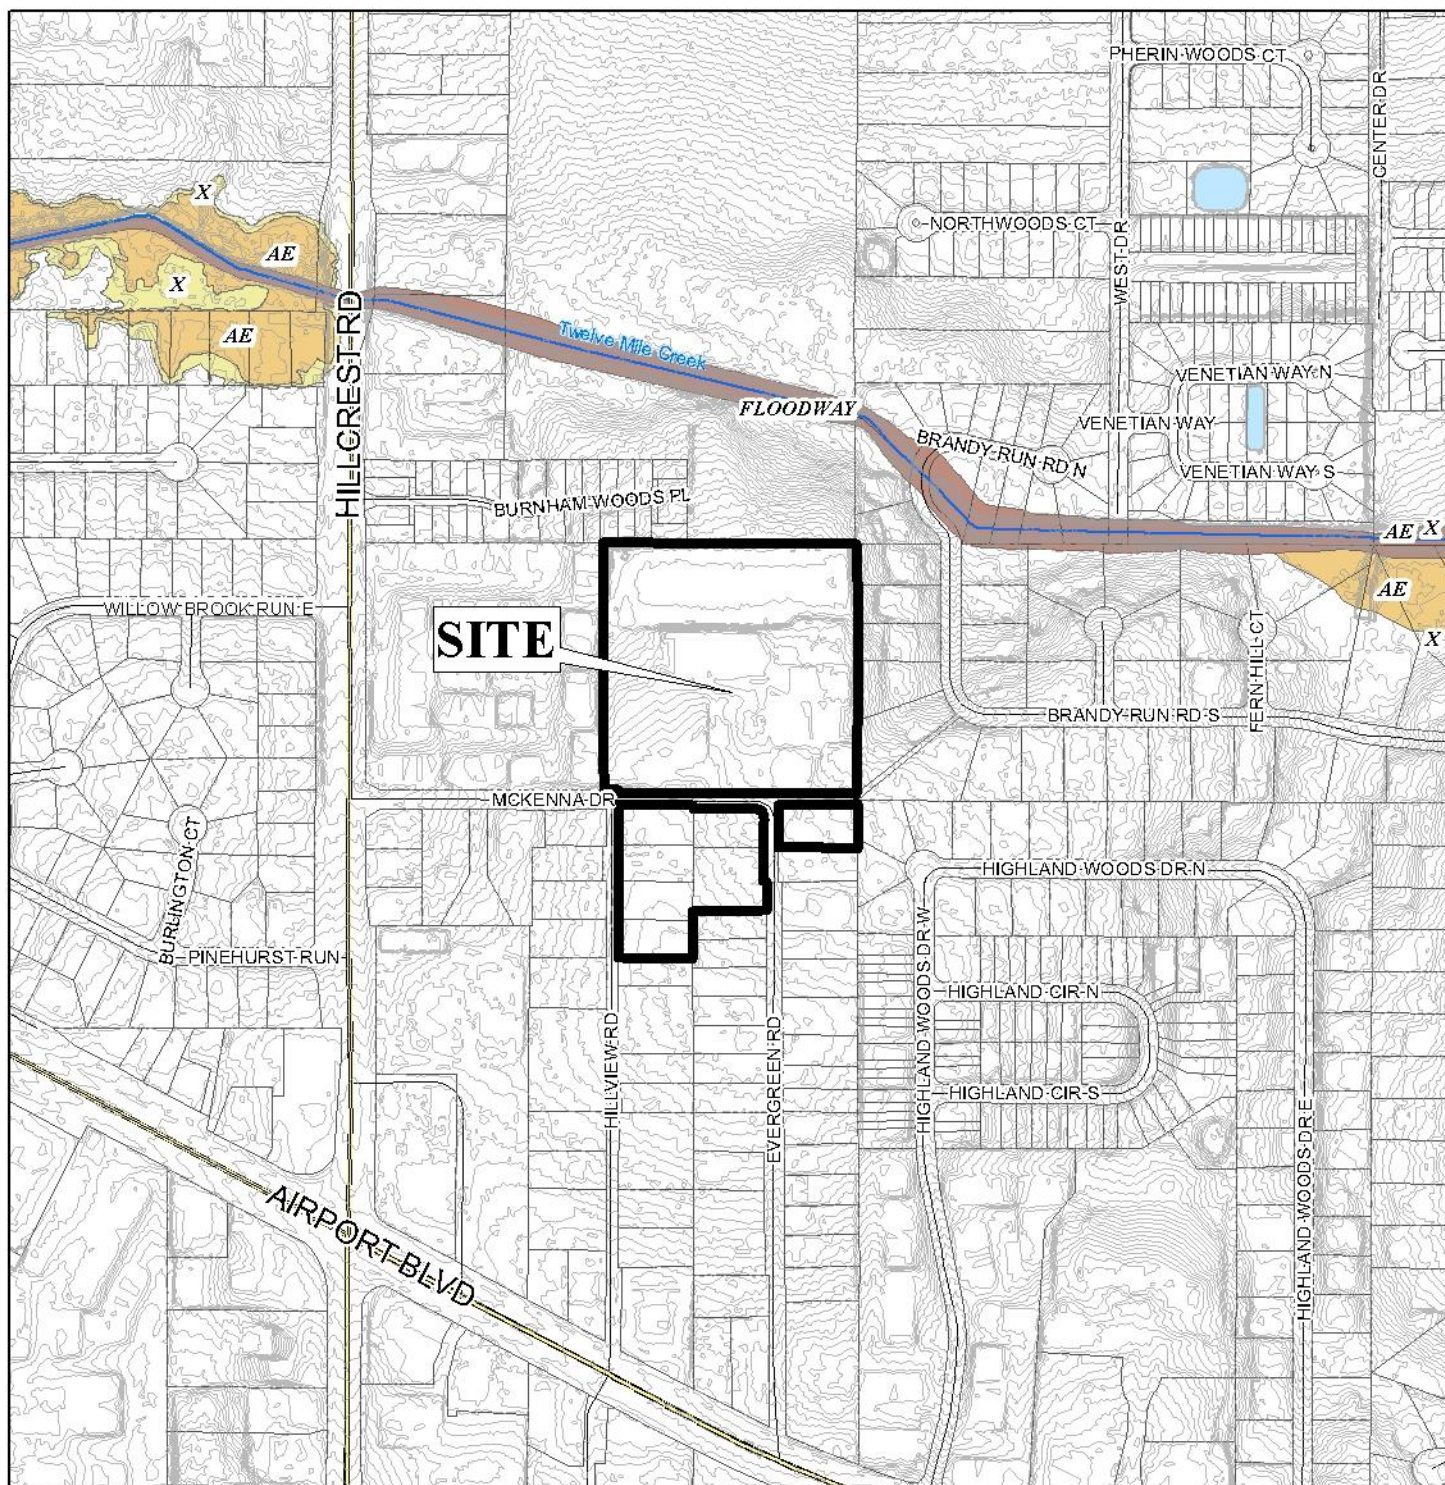 PHERIN WOODS CT
CENTER DR
X
NORTHWOODS CT
WEST DR
AE
X
AE
HILLCREST RD
Twelve Mile Creek
FLOODWAY
VENETIAN WAY N
VENETIAN WAY
BRANDY RUN RD N
VENETIAN WAY S
BURNHAM WOODS PL
AE X
AE
WILLOW BROOK RUN E
SITE
X
FERN HILL CT
BRANDY RUN RD S
MCKENNA DR
BURLINGTON CT
HIGHLAND WOODS DR N
HIGHLAND WOODS DR W
PINEHURST RUN
HIGHLAND CIR N
HILLVIEW RD
EVERGREEN RD
HIGHLAND CIR S
HIGHLAND WOODS DR E
AIRPORT BLVD